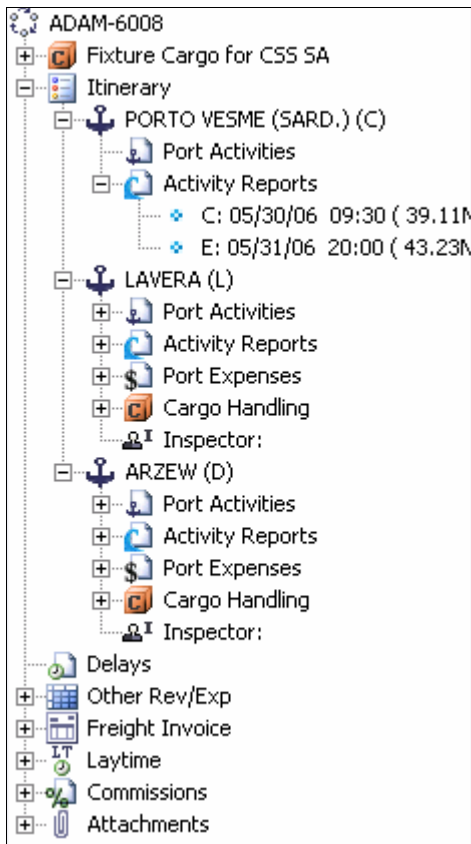 ADAM-6008
Fixture Cargo for CSS SA
Itinerary
PORTO VESME (SARD.) (C)
Port Activities
Activity Reports
C: 05/30/06 09:30 ( 39.11N
E: 05/31/06 20:00 ( 43.23N
LAVERA (L)
Port Activities
Activity Reports
Port Expenses
Cargo Handling
Inspector:
ARZEW (D)
Port Activities
Activity Reports
Port Expenses
Cargo Handling
Inspector:
Delays
Other Rev/Exp
Freight Invoice
Laytime
Commissions
Attachments